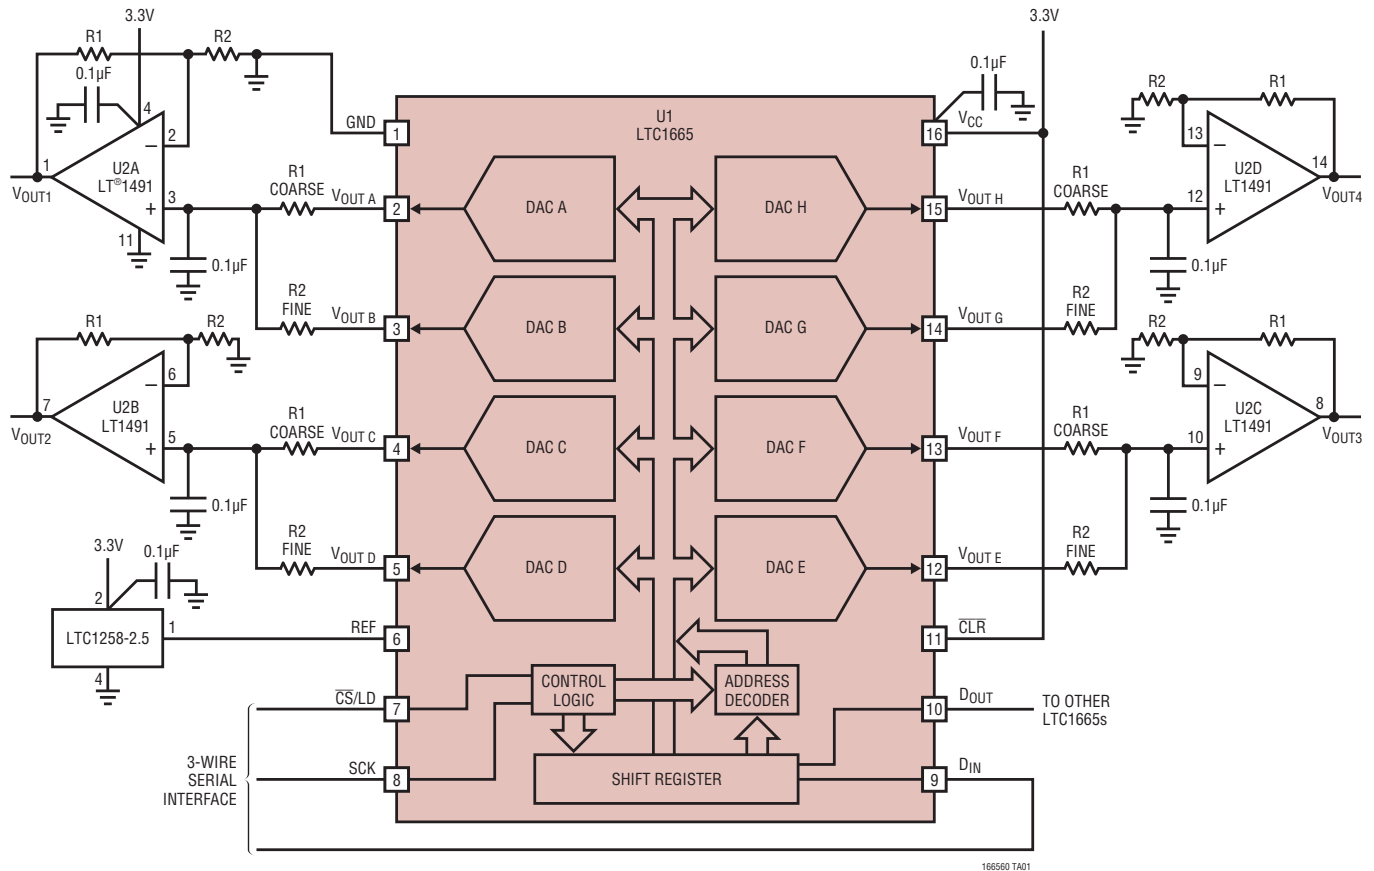 3.3V
R1
R2
0.1µF
4
2
−
1
U2A
LT®1491
3
+
VOUT1
11
0.1µF
R1
COARSE
R2
FINE
GND
VOUT A
VOUT B
R1
R2
6
−
7
U2B
LT1491
5
+
VOUT2
0.1µF
R1
COARSE
R2
FINE
VOUT C
VOUT D
3.3V
0.1µF
2
LTC1258-2.5
1
4
REF
CS/LD
SCK
3-WIRE
SERIAL
INTERFACE
U1
LTC1665
1
2
3
4
5
6
7
8
DAC A
DAC H
DAC B
DAC G
DAC C
DAC F
DAC D
DAC E
CONTROL
LOGIC
ADDRESS
DECODER
SHIFT REGISTER
16
15
14
13
12
11
10
9
3.3V
0.1µF
VCC
VOUT H
VOUT G
VOUT F
VOUT E
CLR
DOUT
TO OTHER
LTC1665s
DIN
R1
COARSE
R2
FINE
R2
R1
13
−
U2D
LT1491
14
12
+
VOUT4
0.1µF
R1
COARSE
R2
FINE
R2
R1
9
−
U2C
LT1491
8
10
+
VOUT3
0.1µF
166560 TA01